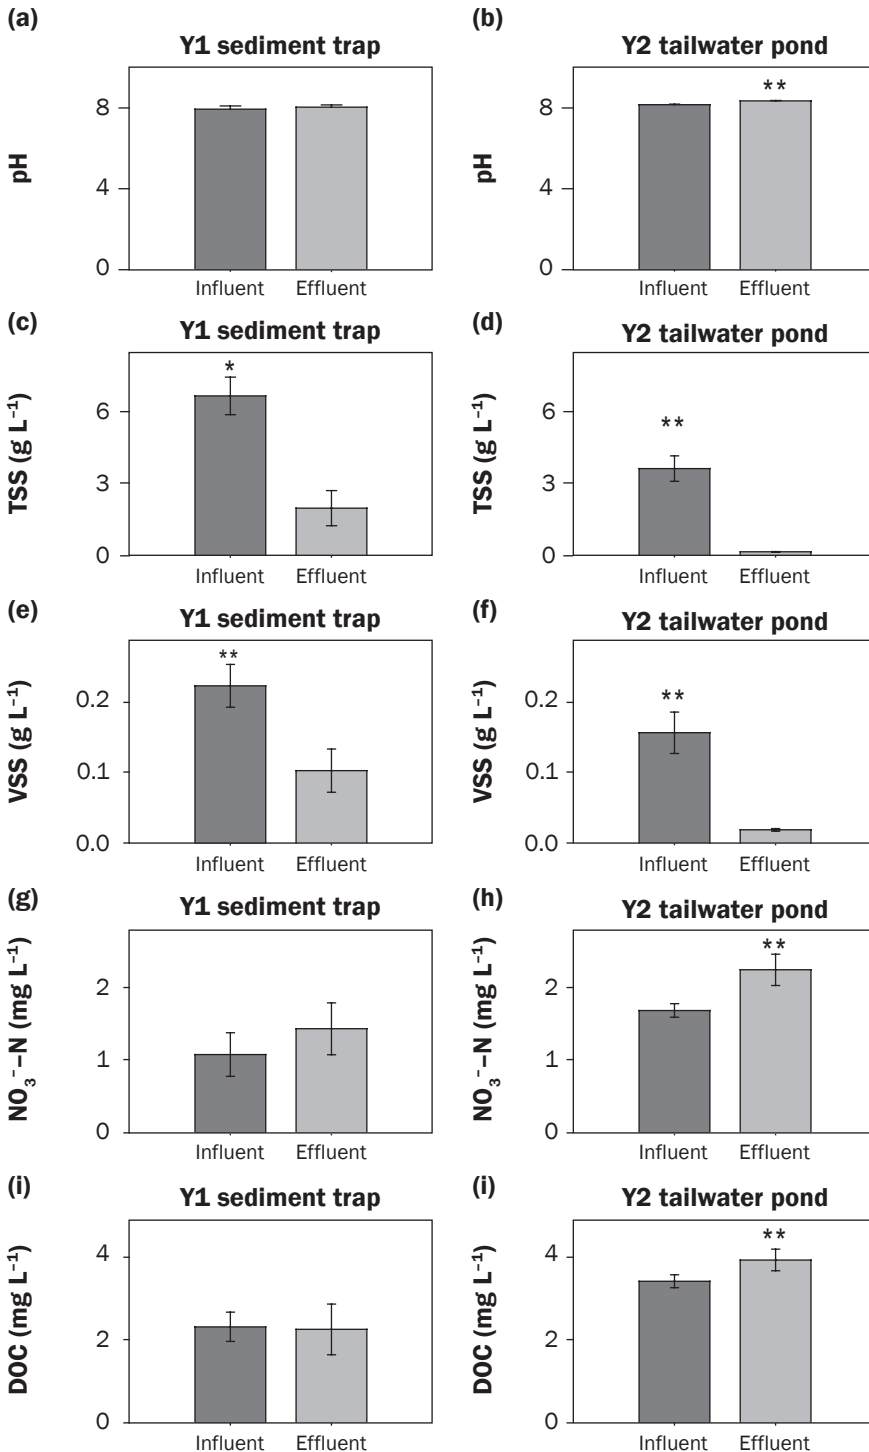 (a)
Y1 sediment trap
pH
8
4
0
Influent Effluent
(b)
Y2 tailwater pond
**
pH
8
4
0
Influent Effluent
(c)
Y1 sediment trap
*
TSS (g L⁻¹)
6
3
0
Influent Effluent
(d)
Y2 tailwater pond
**
TSS (g L⁻¹)
6
3
0
Influent Effluent
(e)
Y1 sediment trap
**
VSS (g L⁻¹)
0.2
0.1
0.0
Influent Effluent
(f)
Y2 tailwater pond
**
VSS (g L⁻¹)
0.2
0.1
0.0
Influent Effluent
(g)
Y1 sediment trap
NO₃⁻–N (mg L⁻¹)
2
1
0
Influent Effluent
(h)
Y2 tailwater pond
**
NO₃⁻–N (mg L⁻¹)
2
1
0
Influent Effluent
(i)
Y1 sediment trap
DOC (mg L⁻¹)
4
2
0
Influent Effluent
(i)
Y2 tailwater pond
**
DOC (mg L⁻¹)
4
2
0
Influent Effluent